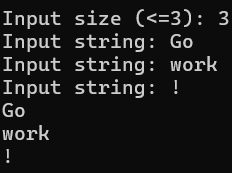 Input size (<=3): 3
Input string: Go
Input string: work
Input string: !
Go
work
!